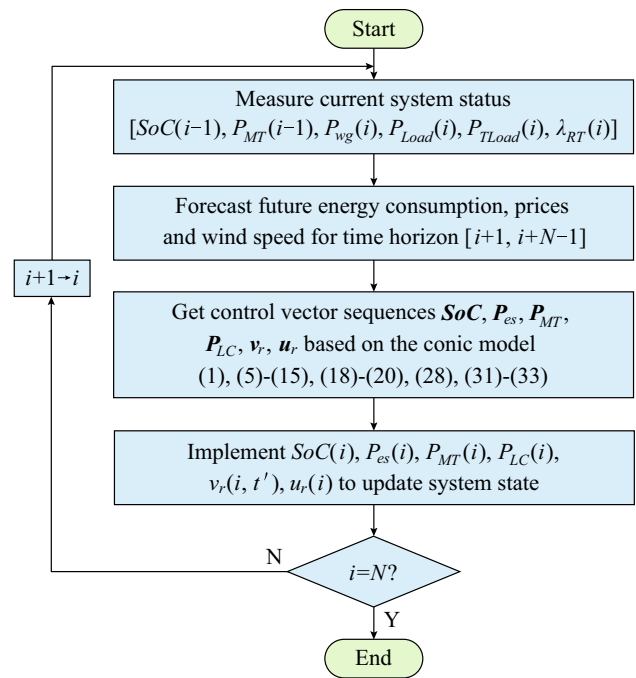 Start
Measure current system status
[SoC(i−1), P_MT(i−1), P_wg(i), P_Load(i), P_TLoad(i), λ_RT(i)]
Forecast future energy consumption, prices
and wind speed for time horizon [i+1, i+N−1]
i+1→i
Get control vector sequences SoC, P_es, P_MT,
P_LC, v_r, u_r based on the conic model
(1), (5)-(15), (18)-(20), (28), (31)-(33)
Implement SoC(i), P_es(i), P_MT(i), P_LC(i),
v_r(i, t′), u_r(i) to update system state
N
i=N?
Y
End